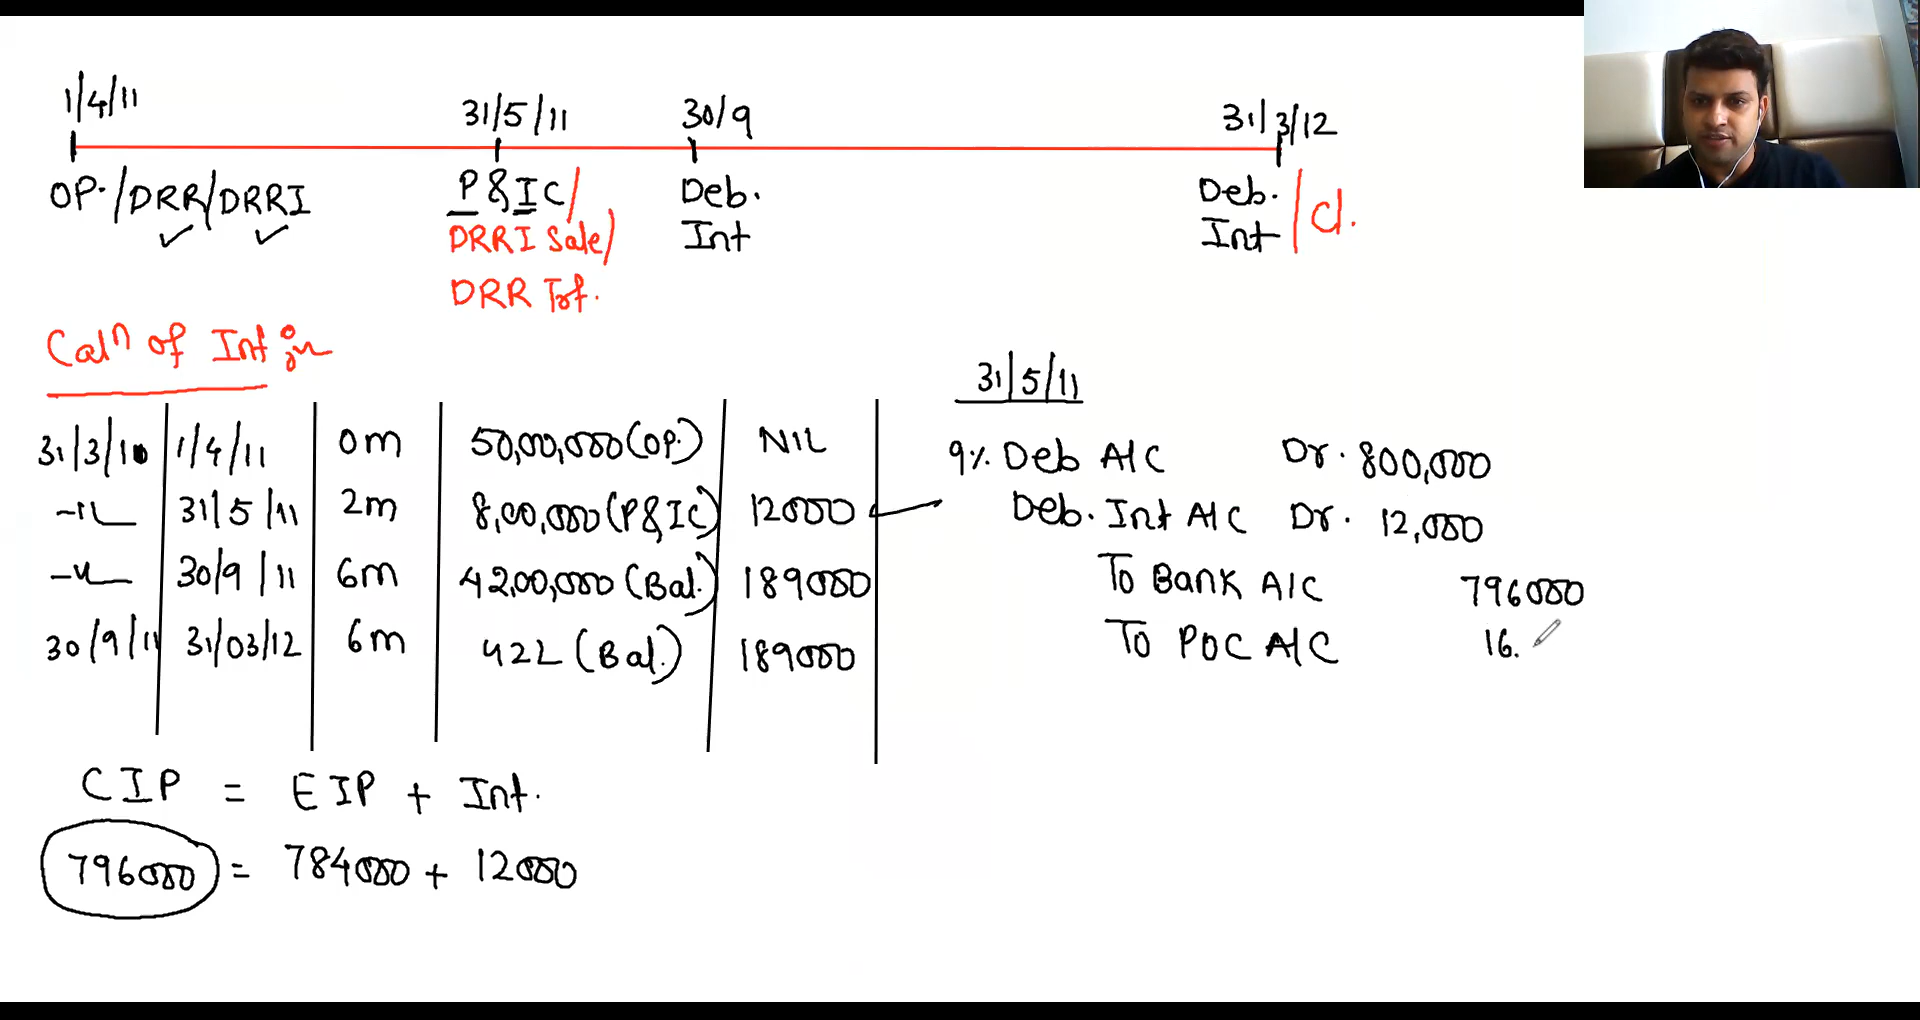 1/4/11
31/5/11
30/9
31/3/12
OP./DRR/DRRI
P&IC/
DRRI Sale/
DRR Trf.
Deb.
Int
Deb.
Int
/Cl.
Calⁿ of Int
31/3/10 1/4/11 0m 50,00,000 (OP.) NIL
-11- 31/5/11 2m 8,00,000 (P&IC) 12000
-11- 30/9/11 6m 4200,000 (Bal.) 189000
30/9/11 31/03/12 6m 42L (Bal.) 189000
CIP = EIP + Int.
796000 = 784000 + 12000
31/5/11
9% Deb A/C Dr. 800,000
Deb. Int A/C Dr. 12,000
To Bank A/C 796000
To POC A/C 16.